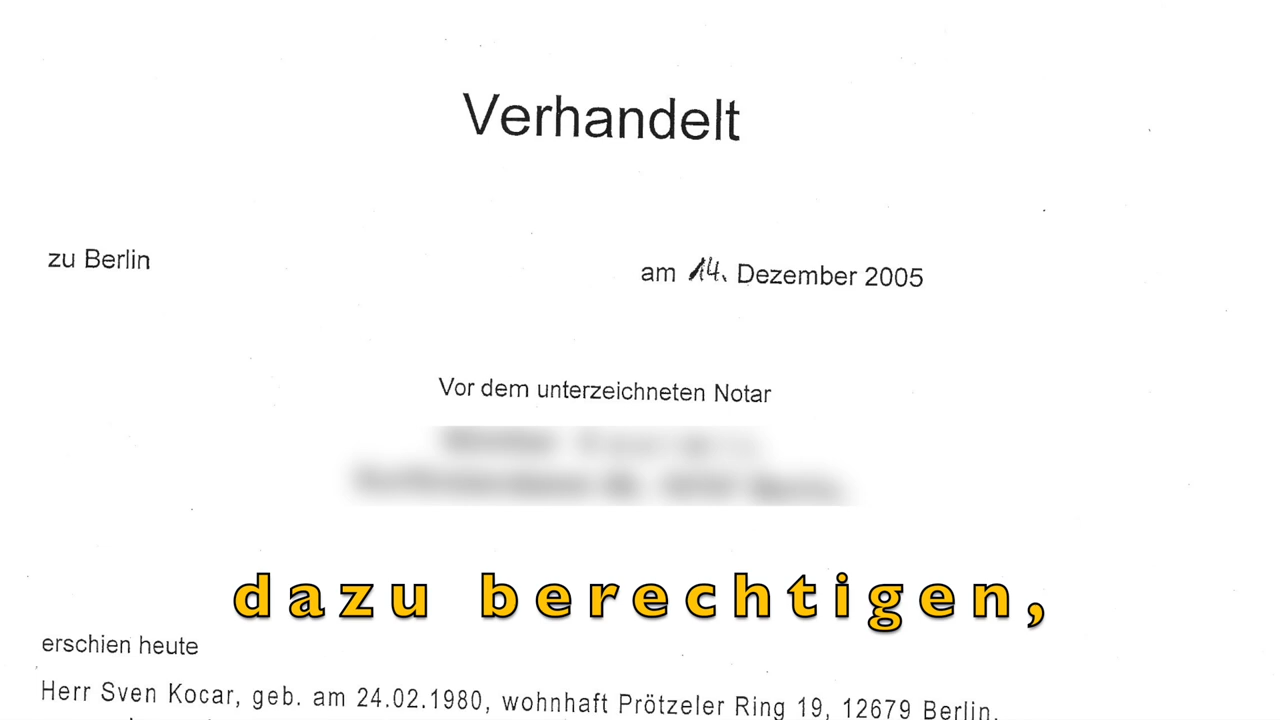 Verhandelt
zu Berlin
am 14. Dezember 2005
Vor dem unterzeichneten Notar
dazu berechtigen,
erschien heute
Herr Sven Kocar, geb. am 24.02.1980, wohnhaft Prötzeler Ring 19, 12679 Berlin.